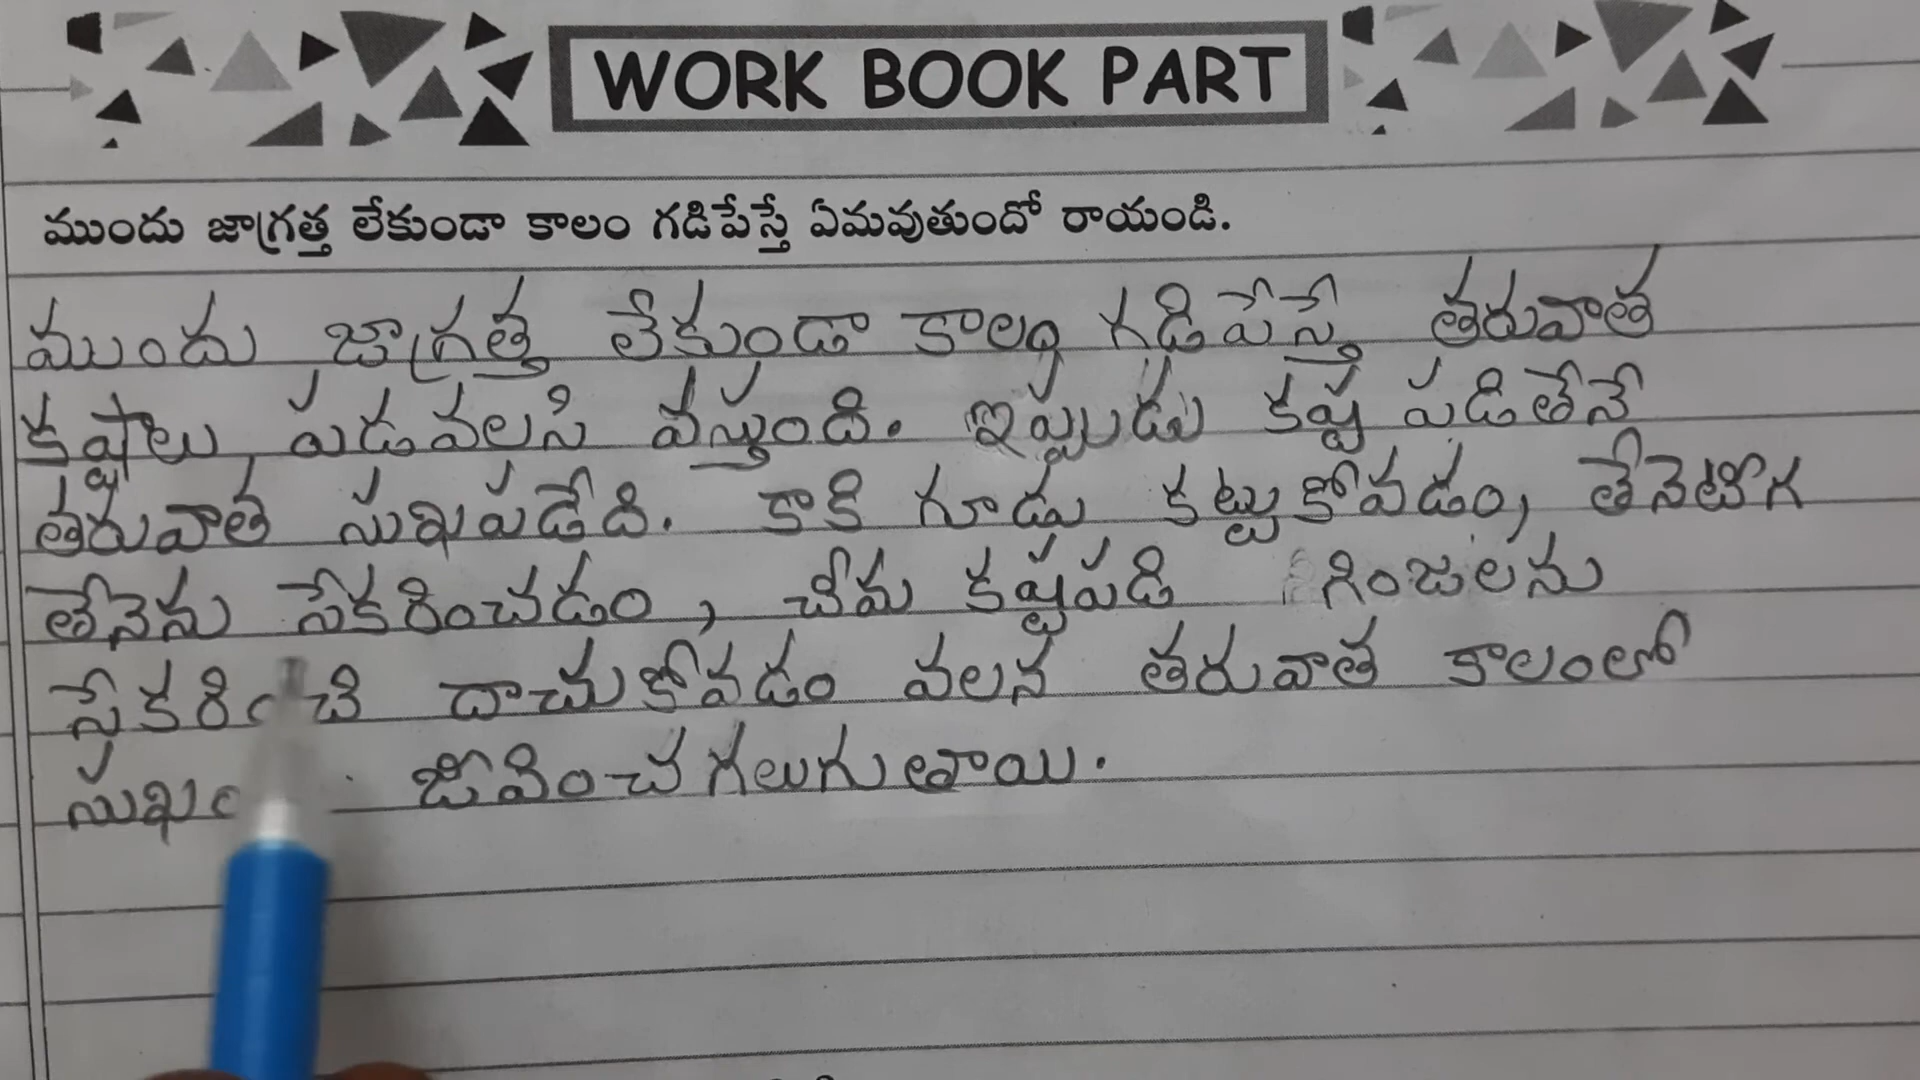 WORK BOOK PART
ముందు జాగ్రత్త లేకుండా కాలం గడిపేస్తే ఏమవుతుందో రాయండి.
ముందు జాగ్రత్త లేకుండా కాలం గడిపేస్తే తరువాత
కష్టాలు పడవలసి వస్తుంది. ఇప్పుడు కష్ట పడితేనే
తరువాత సుఖపడేది. కాకి గూడు కట్టుకోవడం, తేనెటీగ
తేనెను సేకరించడం, చీమ కష్టపడి గింజలను
సేకరించి దాచుకోవడం వలన తరువాత కాలంలో
జీవించగలుగుతాయి.